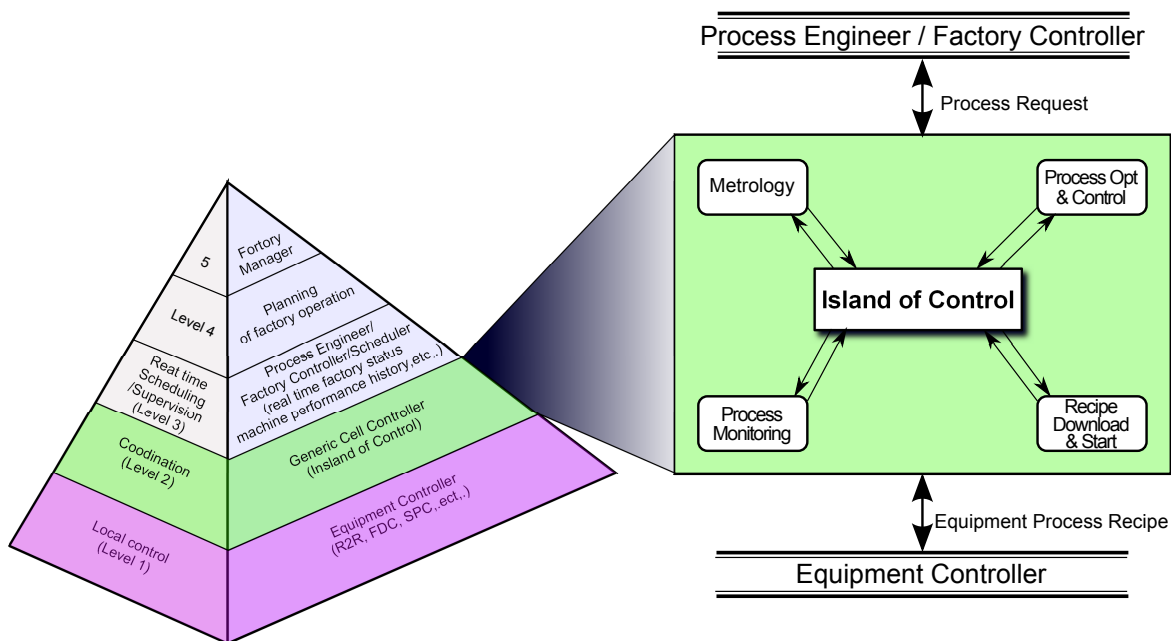 Process Engineer / Factory Controller
Process Request
Metrology
Process Opt
& Control
Island of Control
Process
Monitoring
Recipe
Download
& Start
Equipment Process Recipe
Equipment Controller
5
Fortory
Manager
Level 4
Planning
of factory operation
Reat time
Scheduling
/Supervision
(Level 3)
Process Engineer/
Factory Controller/Scheduler
(real time factory status
machine performance history,etc..)
Coodination
(Level 2)
Generic Cell Controller
(Insland of Control)
Local control
(Level 1)
Equipment Controller
(R2R, FDC, SPC,.ect,.)